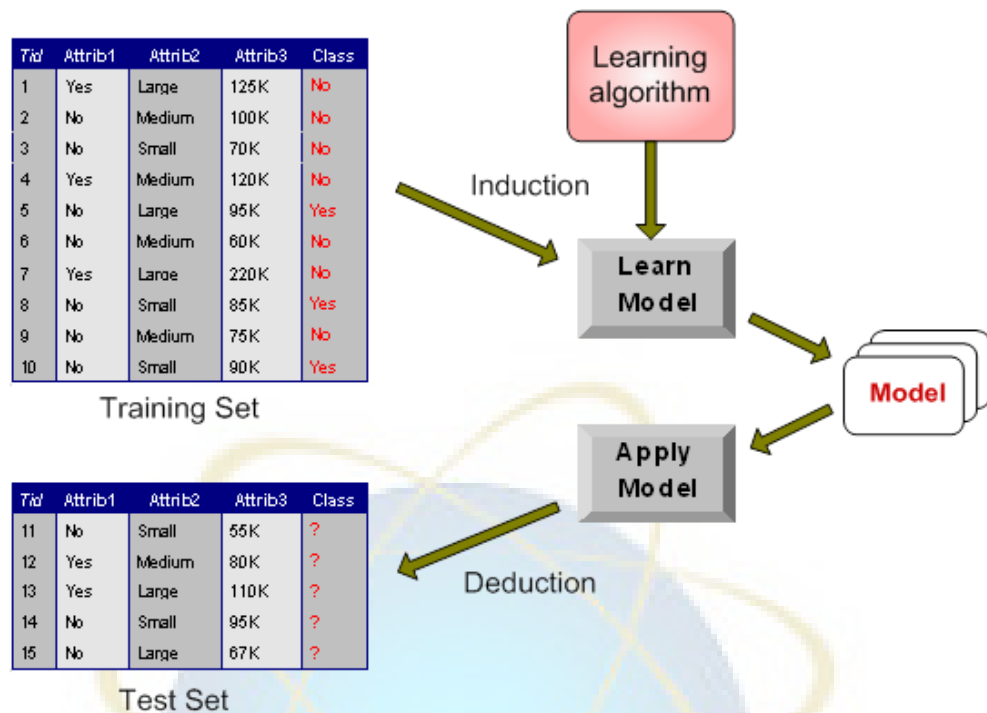 Tid Attrib1 Attrib2 Attrib3 Class
1 Yes Large 125K No
2 No Medium 100K No
3 No Small 70K No
4 Yes Medium 120K No
5 No Large 95K Yes
6 No Medium 60K No
7 Yes Large 220K No
8 No Small 85K Yes
9 No Medium 75K No
10 No Small 90K Yes
Training Set
Learning
algorithm
Induction
Learn
Model
Model
Apply
Model
Deduction
Tid Attrib1 Attrib2 Attrib3 Class
11 No Small 55K ?
12 Yes Medium 80K ?
13 Yes Large 110K ?
14 No Small 95K ?
15 No Large 67K ?
Test Set